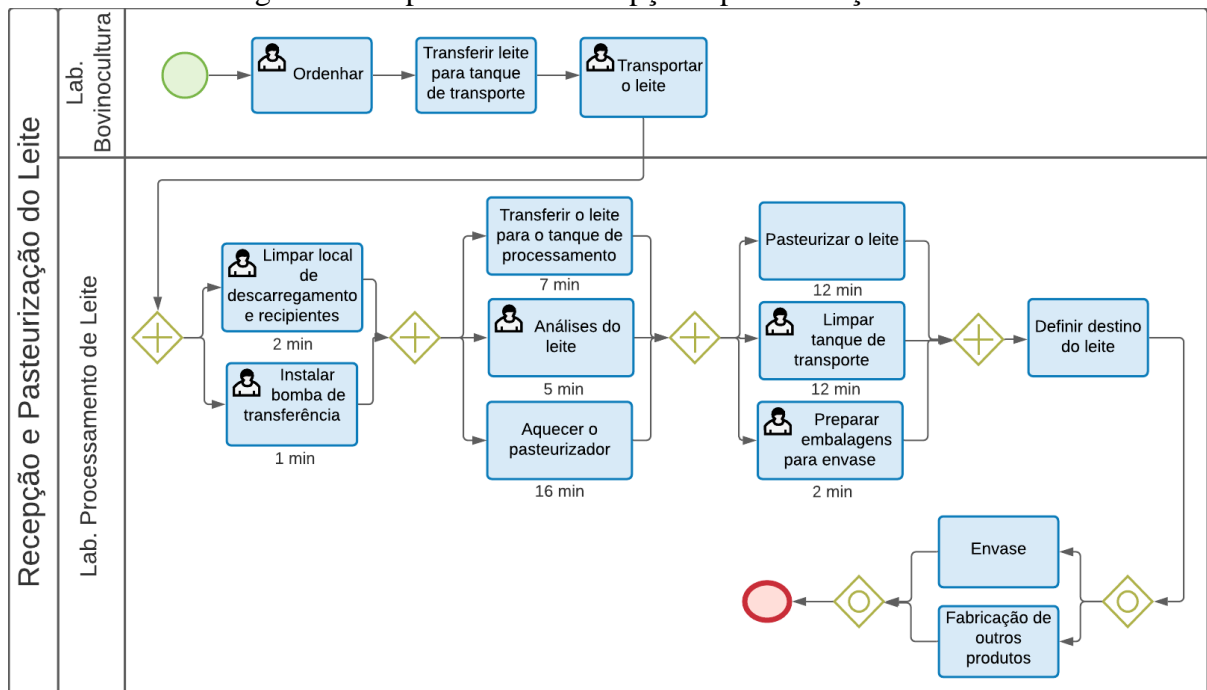 Recepção e Pasteurização do Leite
Lab.
Bovinocultura
Ordenhar
Transferir leite
para tanque
de transporte
Transportar
o leite
Lab. Processamento de Leite
Limpar local
de
descarregamento
e recipientes
2 min
Instalar
bomba de
transferência
1 min
Transferir o leite
para o tanque de
processamento
7 min
Análises do
leite
5 min
Aquecer o
pasteurizador
16 min
Pasteurizar o leite
12 min
Limpar
tanque de
transporte
12 min
Preparar
embalagens
para envase
2 min
Definir destino
do leite
Envase
Fabricação de
outros
produtos